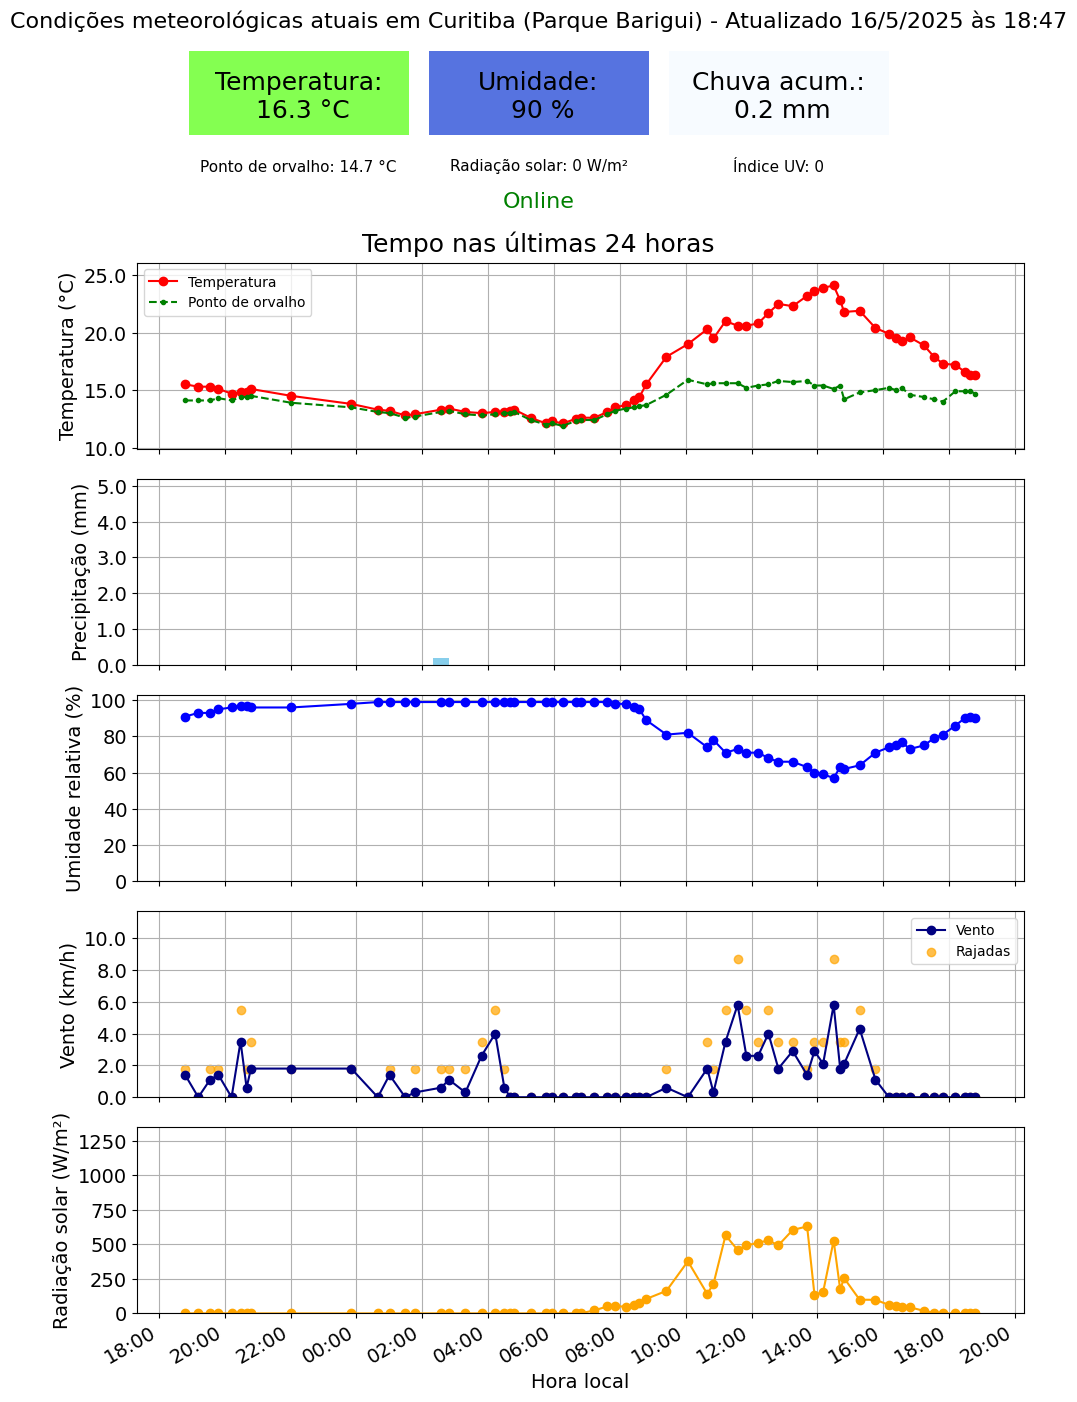 Condições meteorológicas atuais em Curitiba (Parque Barigui) - Atualizado 16/5/2025 às 18:47
Temperatura:
16.3 °C
Umidade:
90 %
Chuva acum.:
0.2 mm
Ponto de orvalho: 14.7 °C
Radiação solar: 0 W/m²
Índice UV: 0
Online
Tempo nas últimas 24 horas
Temperatura (°C)
25.0
20.0
15.0
10.0
Temperatura
Ponto de orvalho
Precipitação (mm)
5.0
4.0
3.0
2.0
1.0
0.0
Umidade relativa (%)
100
80
60
40
20
0
Vento (km/h)
10.0
8.0
6.0
4.0
2.0
0.0
Vento
Rajadas
Radiação solar (W/m²)
1250
1000
750
500
250
0
18:00
20:00
22:00
00:00
02:00
04:00
06:00
08:00
10:00
12:00
14:00
16:00
18:00
20:00
Hora local